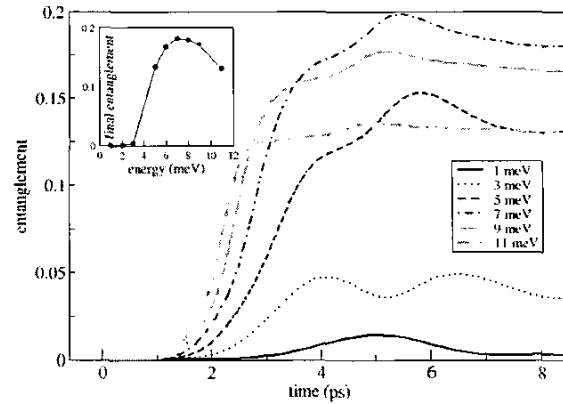 0.2
0.15
0.1
0.05
0
entanglement
0 2 4 6 8
time (ps)
0.2
0.1
0
final entanglement
0 2 4 6 8 10 12
energy (meV)
1 meV
3 meV
5 meV
7 meV
9 meV
11 meV